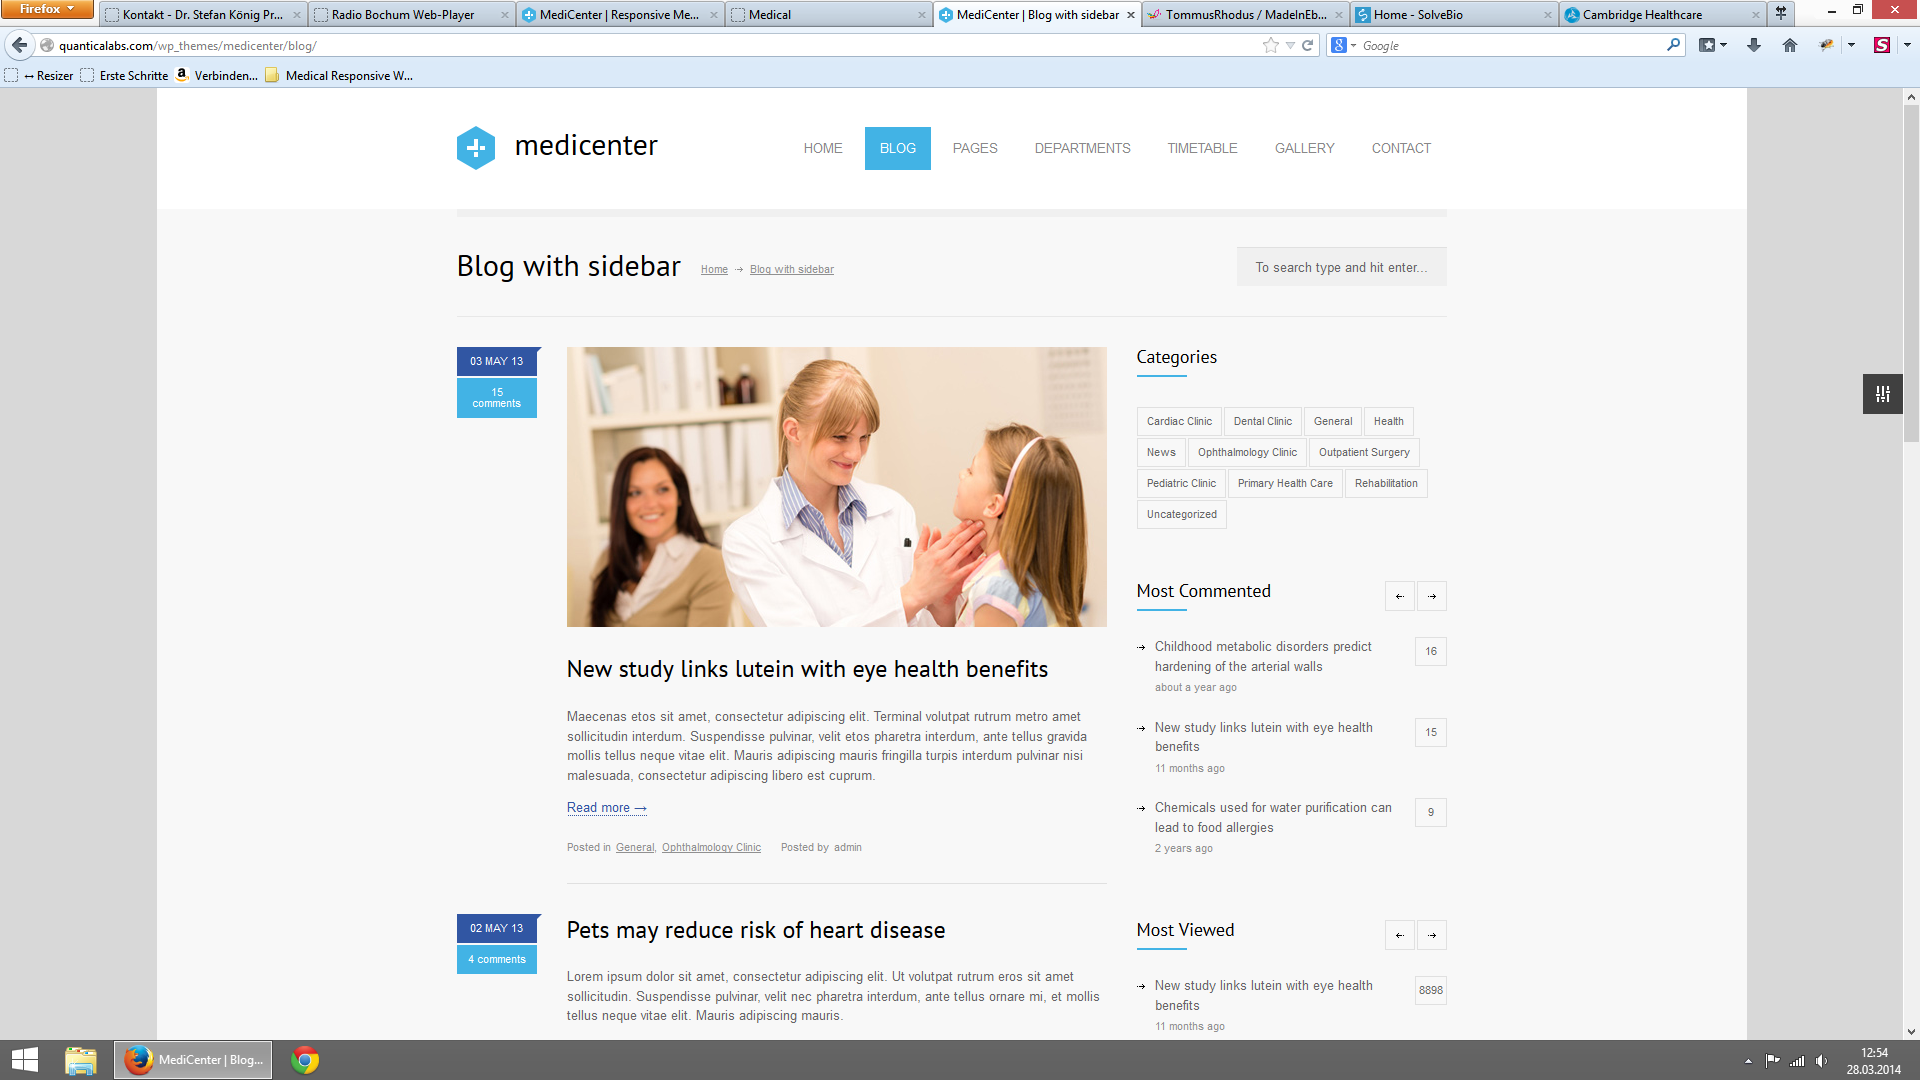 Firefox
Kontakt - Dr. Stefan König Pr...
Radio Bochum Web-Player
MediCenter | Responsive Me...
Medical
MediCenter | Blog with sidebar
TommusRhodus / MadeInEb...
Home - SolveBio
Cambridge Healthcare
quanticalabs.com/wp_themes/medicenter/blog/
Google
Resizer
Erste Schritte
Verbinden...
Medical Responsive W...
medicenter
HOME
BLOG
PAGES
DEPARTMENTS
TIMETABLE
GALLERY
CONTACT
Blog with sidebar
Home
Blog with sidebar
To search type and hit enter...
03 MAY 13
15
comments
New study links lutein with eye health benefits
Maecenas etos sit amet, consectetur adipiscing elit. Terminal volutpat rutrum metro amet
sollicitudin interdum. Suspendisse pulvinar, velit etos pharetra interdum, ante tellus gravida
mollis tellus neque vitae elit. Mauris adipiscing mauris fringilla turpis interdum pulvinar nisi
malesuada, consectetur adipiscing libero est cuprum.
Read more →
Posted in General, Ophthalmology Clinic Posted by admin
02 MAY 13
4 comments
Pets may reduce risk of heart disease
Lorem ipsum dolor sit amet, consectetur adipiscing elit. Ut volutpat rutrum eros sit amet
sollicitudin. Suspendisse pulvinar, velit nec pharetra interdum, ante tellus ornare mi, et mollis
tellus neque vitae elit. Mauris adipiscing mauris.
Categories
Cardiac Clinic
Dental Clinic
General
Health
News
Ophthalmology Clinic
Outpatient Surgery
Pediatric Clinic
Primary Health Care
Rehabilitation
Uncategorized
Most Commented
Childhood metabolic disorders predict
hardening of the arterial walls
16
about a year ago
New study links lutein with eye health
benefits
15
11 months ago
Chemicals used for water purification can
lead to food allergies
9
2 years ago
Most Viewed
New study links lutein with eye health
benefits
8898
11 months ago
MediCenter | Blog...
12:54
28.03.2014